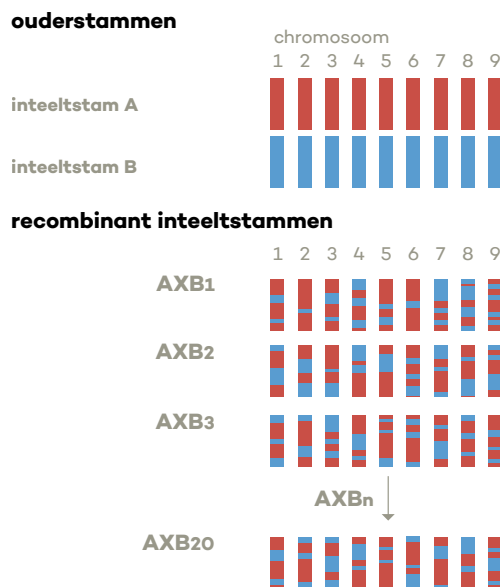 ouderstammen
chromosoom
1 2 3 4 5 6 7 8 9
inteeltstam A
inteeltstam B
recombinant inteeltstammen
1 2 3 4 5 6 7 8 9
AXB1
AXB2
AXB3
AXBn
AXB20